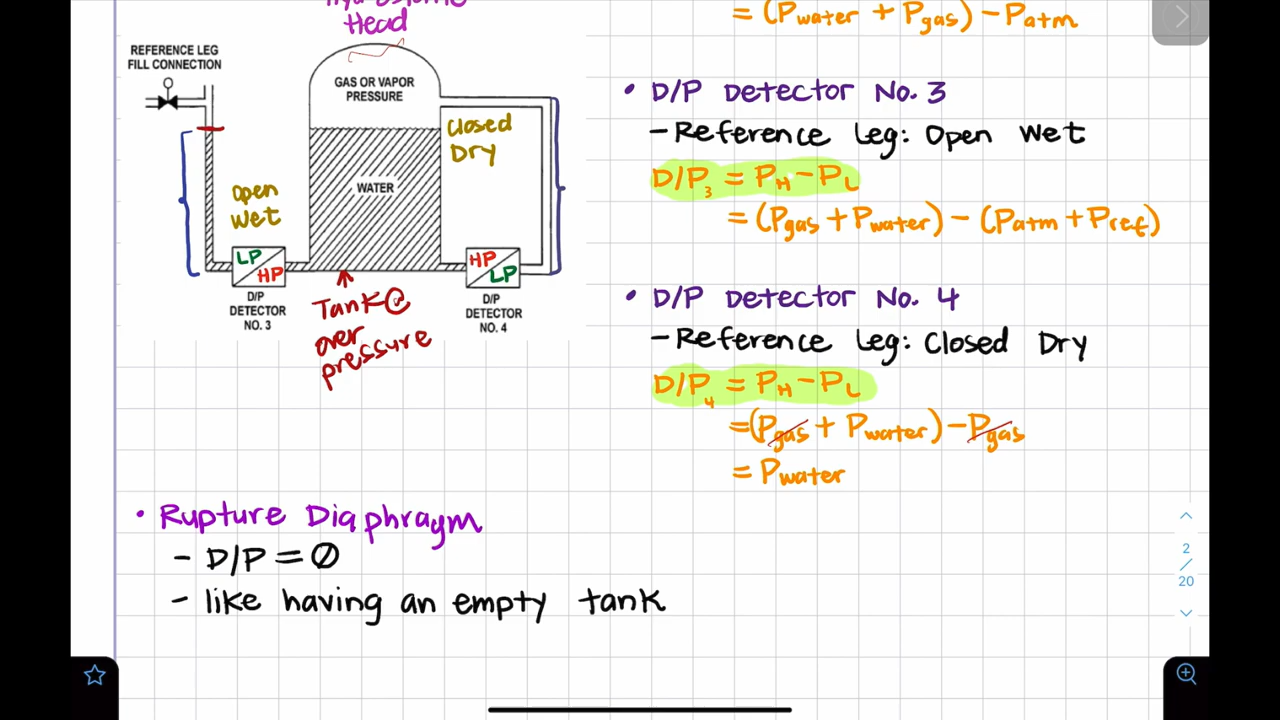 Head
= (Pwater + Pgas) - Patm
REFERENCE LEG
FILL CONNECTION
GAS OR VAPOR
PRESSURE
Closed
Dry
WATER
Open
Wet
LP
HP
HP
LP
D/P
DETECTOR
NO. 3
D/P
DETECTOR
NO. 4
Tank@
over
pressure
• D/P Detector No. 3
- Reference Leg: Open Wet
D/P3 = PH - PL
= (Pgas + Pwater) - (Patm + Pref)
• D/P Detector No. 4
- Reference Leg: Closed Dry
D/P4 = PH - PL
= (Pgas + Pwater) - Pgas
= Pwater
• Rupture Diaphragm
- D/P = 0
- like having an empty tank
2
/
20